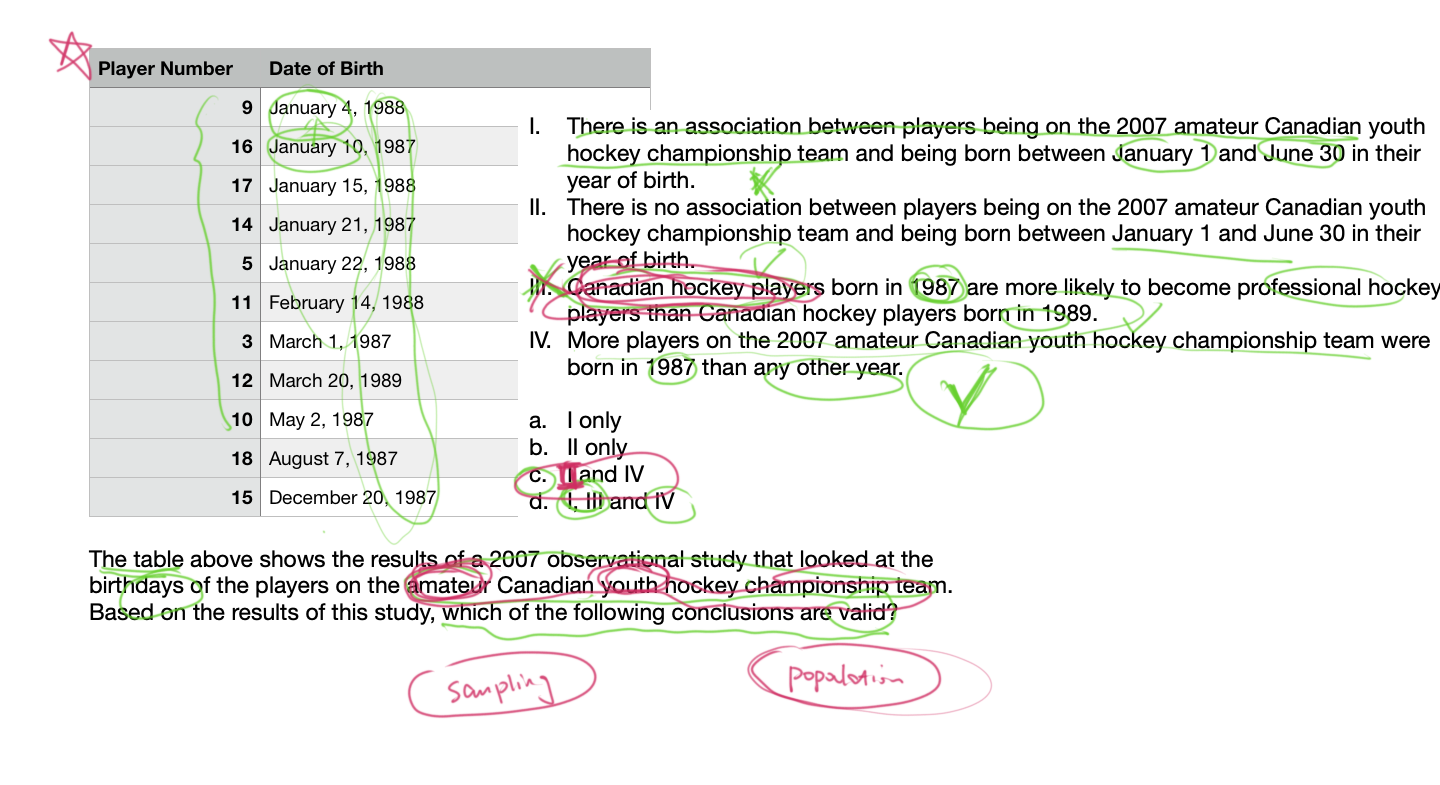 Player Number Date of Birth
9 January 4, 1988
16 January 10, 1987
17 January 15, 1988
14 January 21, 1987
5 January 22, 1988
11 February 14, 1988
3 March 1, 1987
12 March 20, 1989
10 May 2, 1987
18 August 7, 1987
15 December 20, 1987
I. There is an association between players being on the 2007 amateur Canadian youth
hockey championship team and being born between January 1 and June 30 in their
year of birth.
II. There is no association between players being on the 2007 amateur Canadian youth
hockey championship team and being born between January 1 and June 30 in their
year of birth.
III. Canadian hockey players born in 1987 are more likely to become professional hockey
players than Canadian hockey players born in 1989.
IV. More players on the 2007 amateur Canadian youth hockey championship team were
born in 1987 than any other year.
a. I only
b. II only
c. II and IV
d. I, III and IV
The table above shows the results of a 2007 observational study that looked at the
birthdays of the players on the amateur Canadian youth hockey championship team.
Based on the results of this study, which of the following conclusions are valid?
sampling population